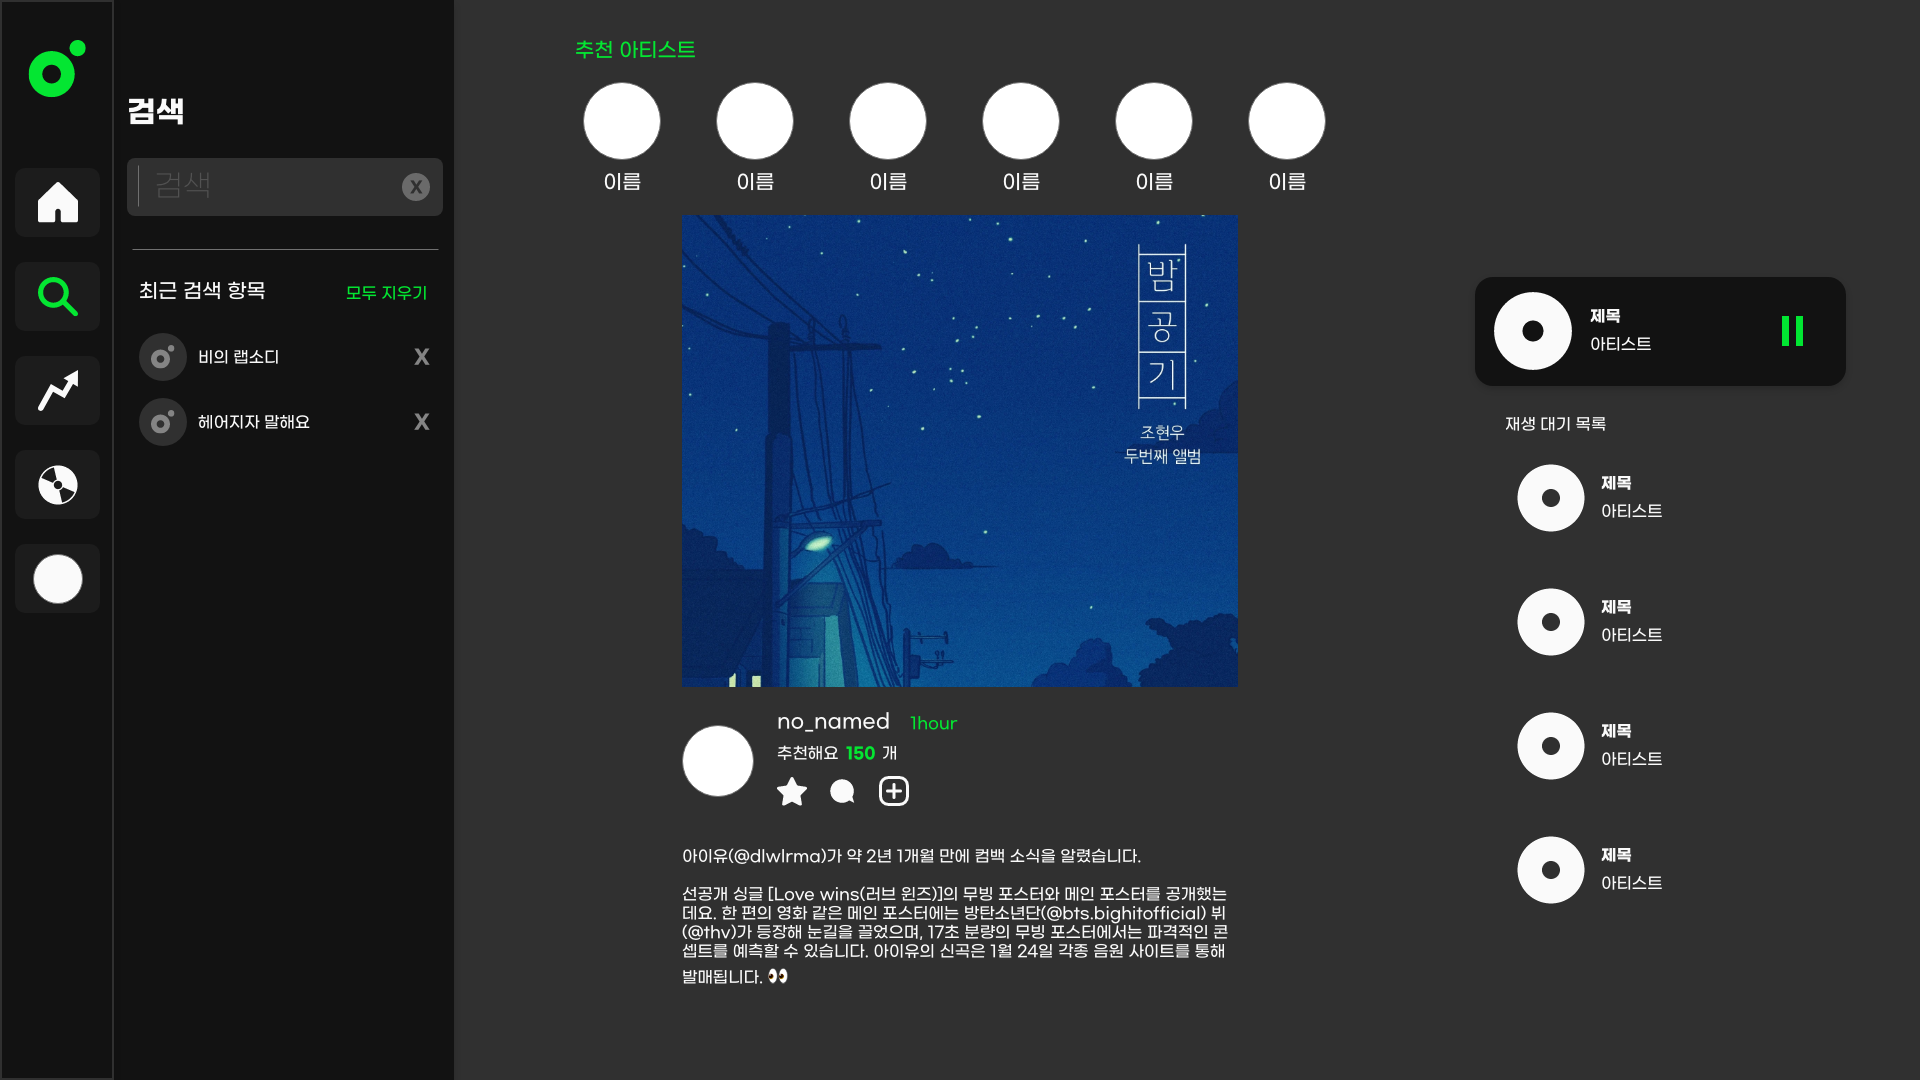 검색
검색
X
최근 검색 항목
모두 지우기
비의 랩소디
X
헤어지자 말해요
X
추천 아티스트
이름
이름
이름
이름
이름
이름
밤
공
기
조현우
두번째 앨범
no_named 1hour
추천해요 150 개
아이유(@dlwlrma)가 약 2년 1개월 만에 컴백 소식을 알렸습니다.
선공개 싱글 [Love wins(러브 윈즈)]의 무빙 포스터와 메인 포스터를 공개했는
데요. 한 편의 영화 같은 메인 포스터에는 방탄소년단(@bts.bighitofficial) 뷔
(@thv)가 등장해 눈길을 끌었으며, 17초 분량의 무빙 포스터에서는 파격적인 콘
셉트를 예측할 수 있습니다. 아이유의 신곡은 1월 24일 각종 음원 사이트를 통해
발매됩니다. 👀
제목
아티스트
재생 대기 목록
제목
아티스트
제목
아티스트
제목
아티스트
제목
아티스트